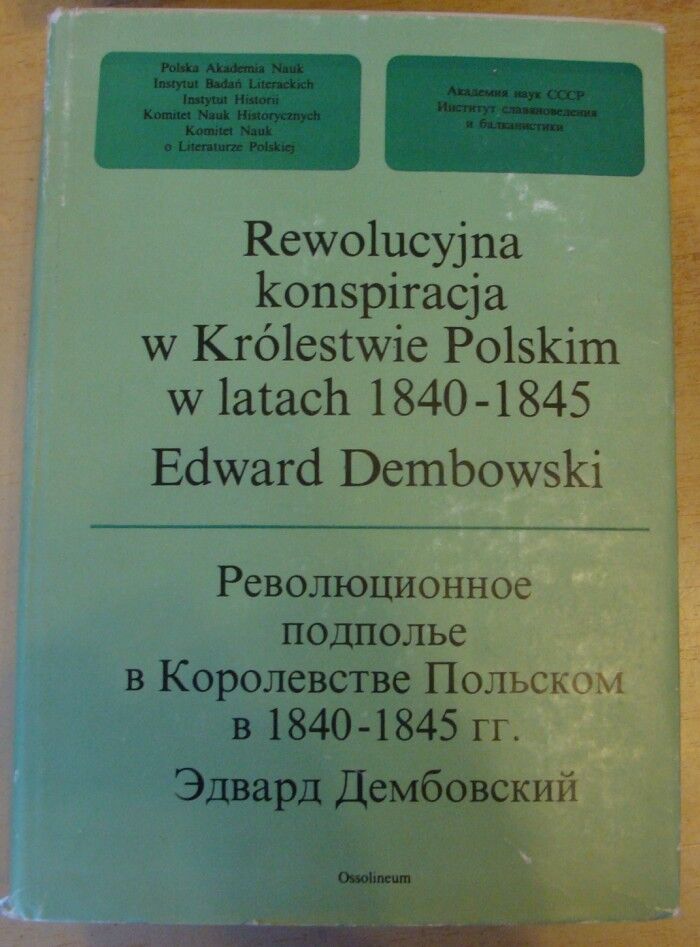 Polska Akademia Nauk
Instytut Badań Literackich
Instytut Historii
Komitet Nauk Historycznych
Komitet Nauk
o Literaturze Polskiej
Академия наук СССР
Институт славяноведения
и балканистики
Rewolucyjna
konspiracja
w Królestwie Polskim
w latach 1840-1845
Edward Dembowski
Революционное
подполье
в Королевстве Польском
в 1840-1845 гг.
Эдвард Дембовский
Ossolineum